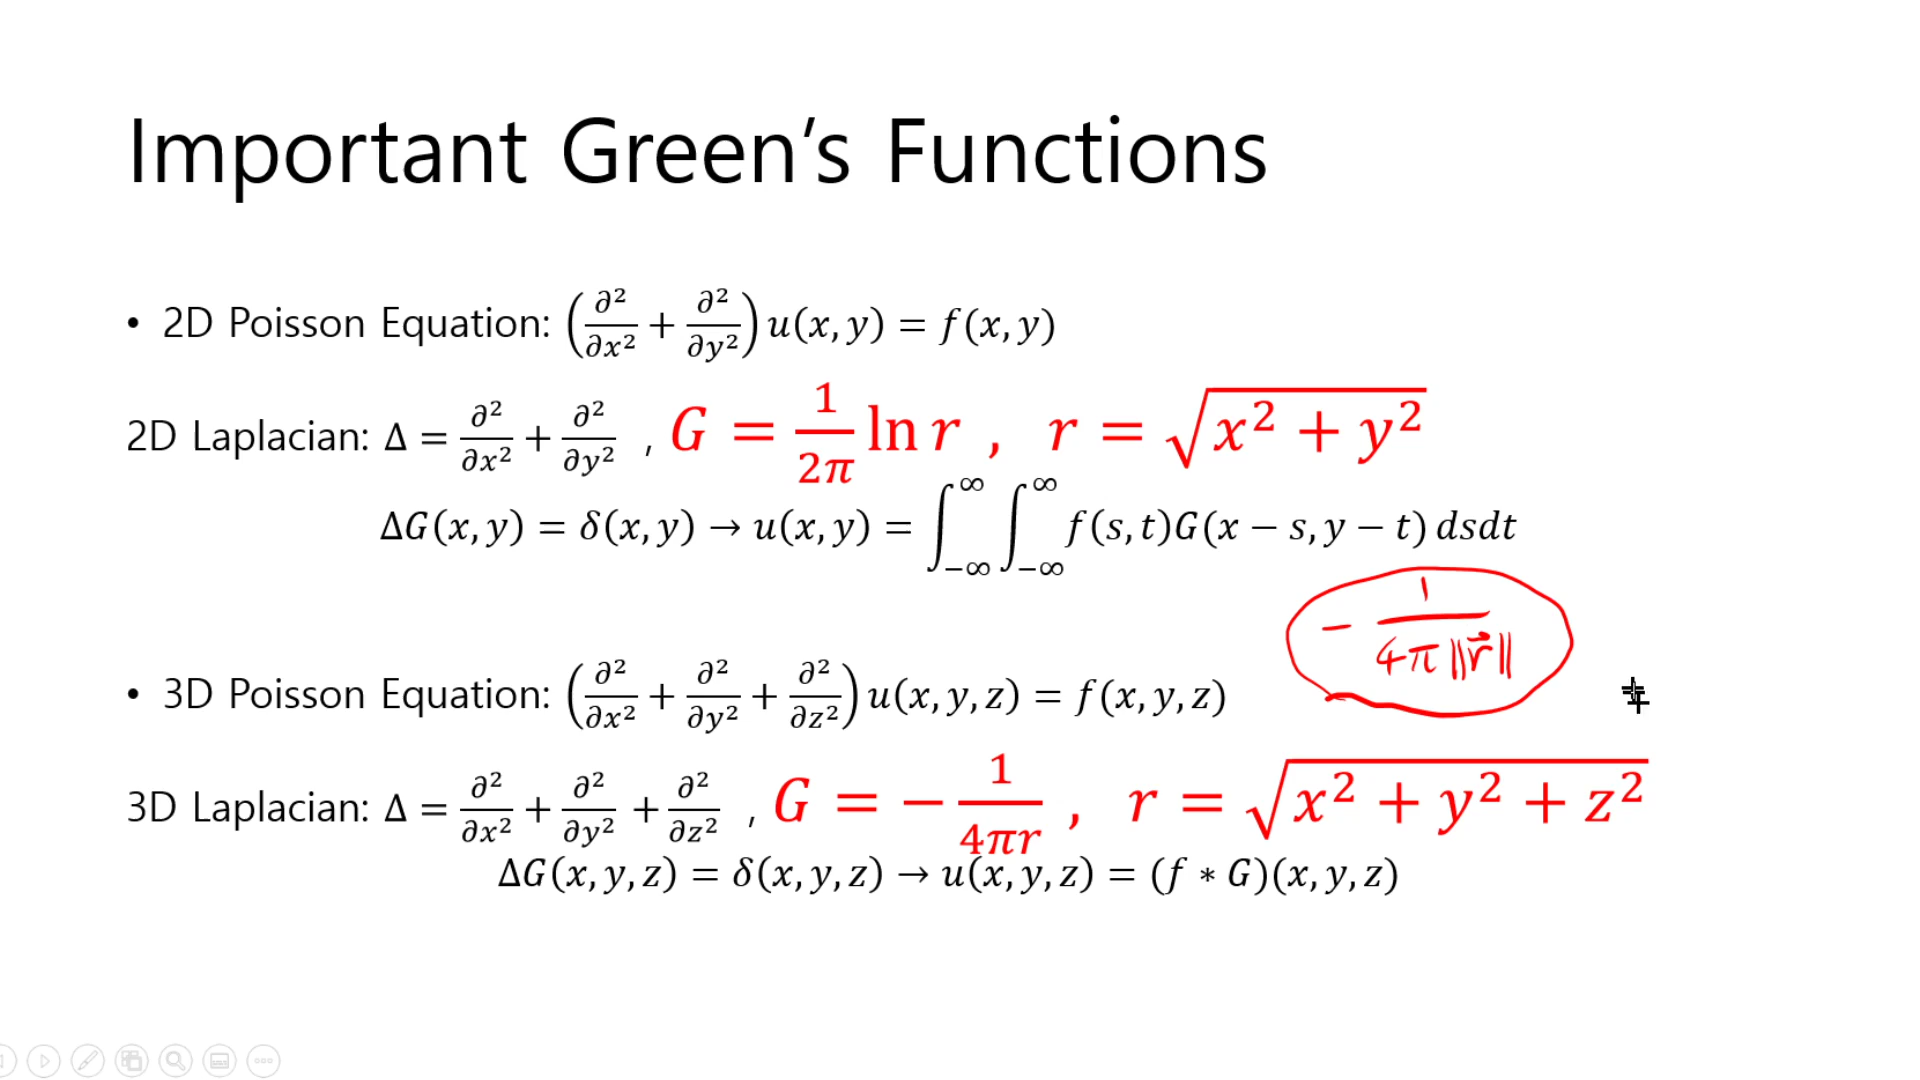 Important Green's Functions
• 2D Poisson Equation: (∂²/∂x² + ∂²/∂y²) u(x, y) = f(x, y)
2D Laplacian: Δ = ∂²/∂x² + ∂²/∂y² , G = 1/2π ln r , r = √(x² + y²)
ΔG(x, y) = δ(x, y) → u(x, y) = ∫_{−∞}^{∞} ∫_{−∞}^{∞} f(s, t)G(x − s, y − t) dsdt
− 1/(4π‖r⃗‖)
• 3D Poisson Equation: (∂²/∂x² + ∂²/∂y² + ∂²/∂z²) u(x, y, z) = f(x, y, z)
3D Laplacian: Δ = ∂²/∂x² + ∂²/∂y² + ∂²/∂z² , G = − 1/4πr , r = √(x² + y² + z²)
ΔG(x, y, z) = δ(x, y, z) → u(x, y, z) = (f ∗ G)(x, y, z)